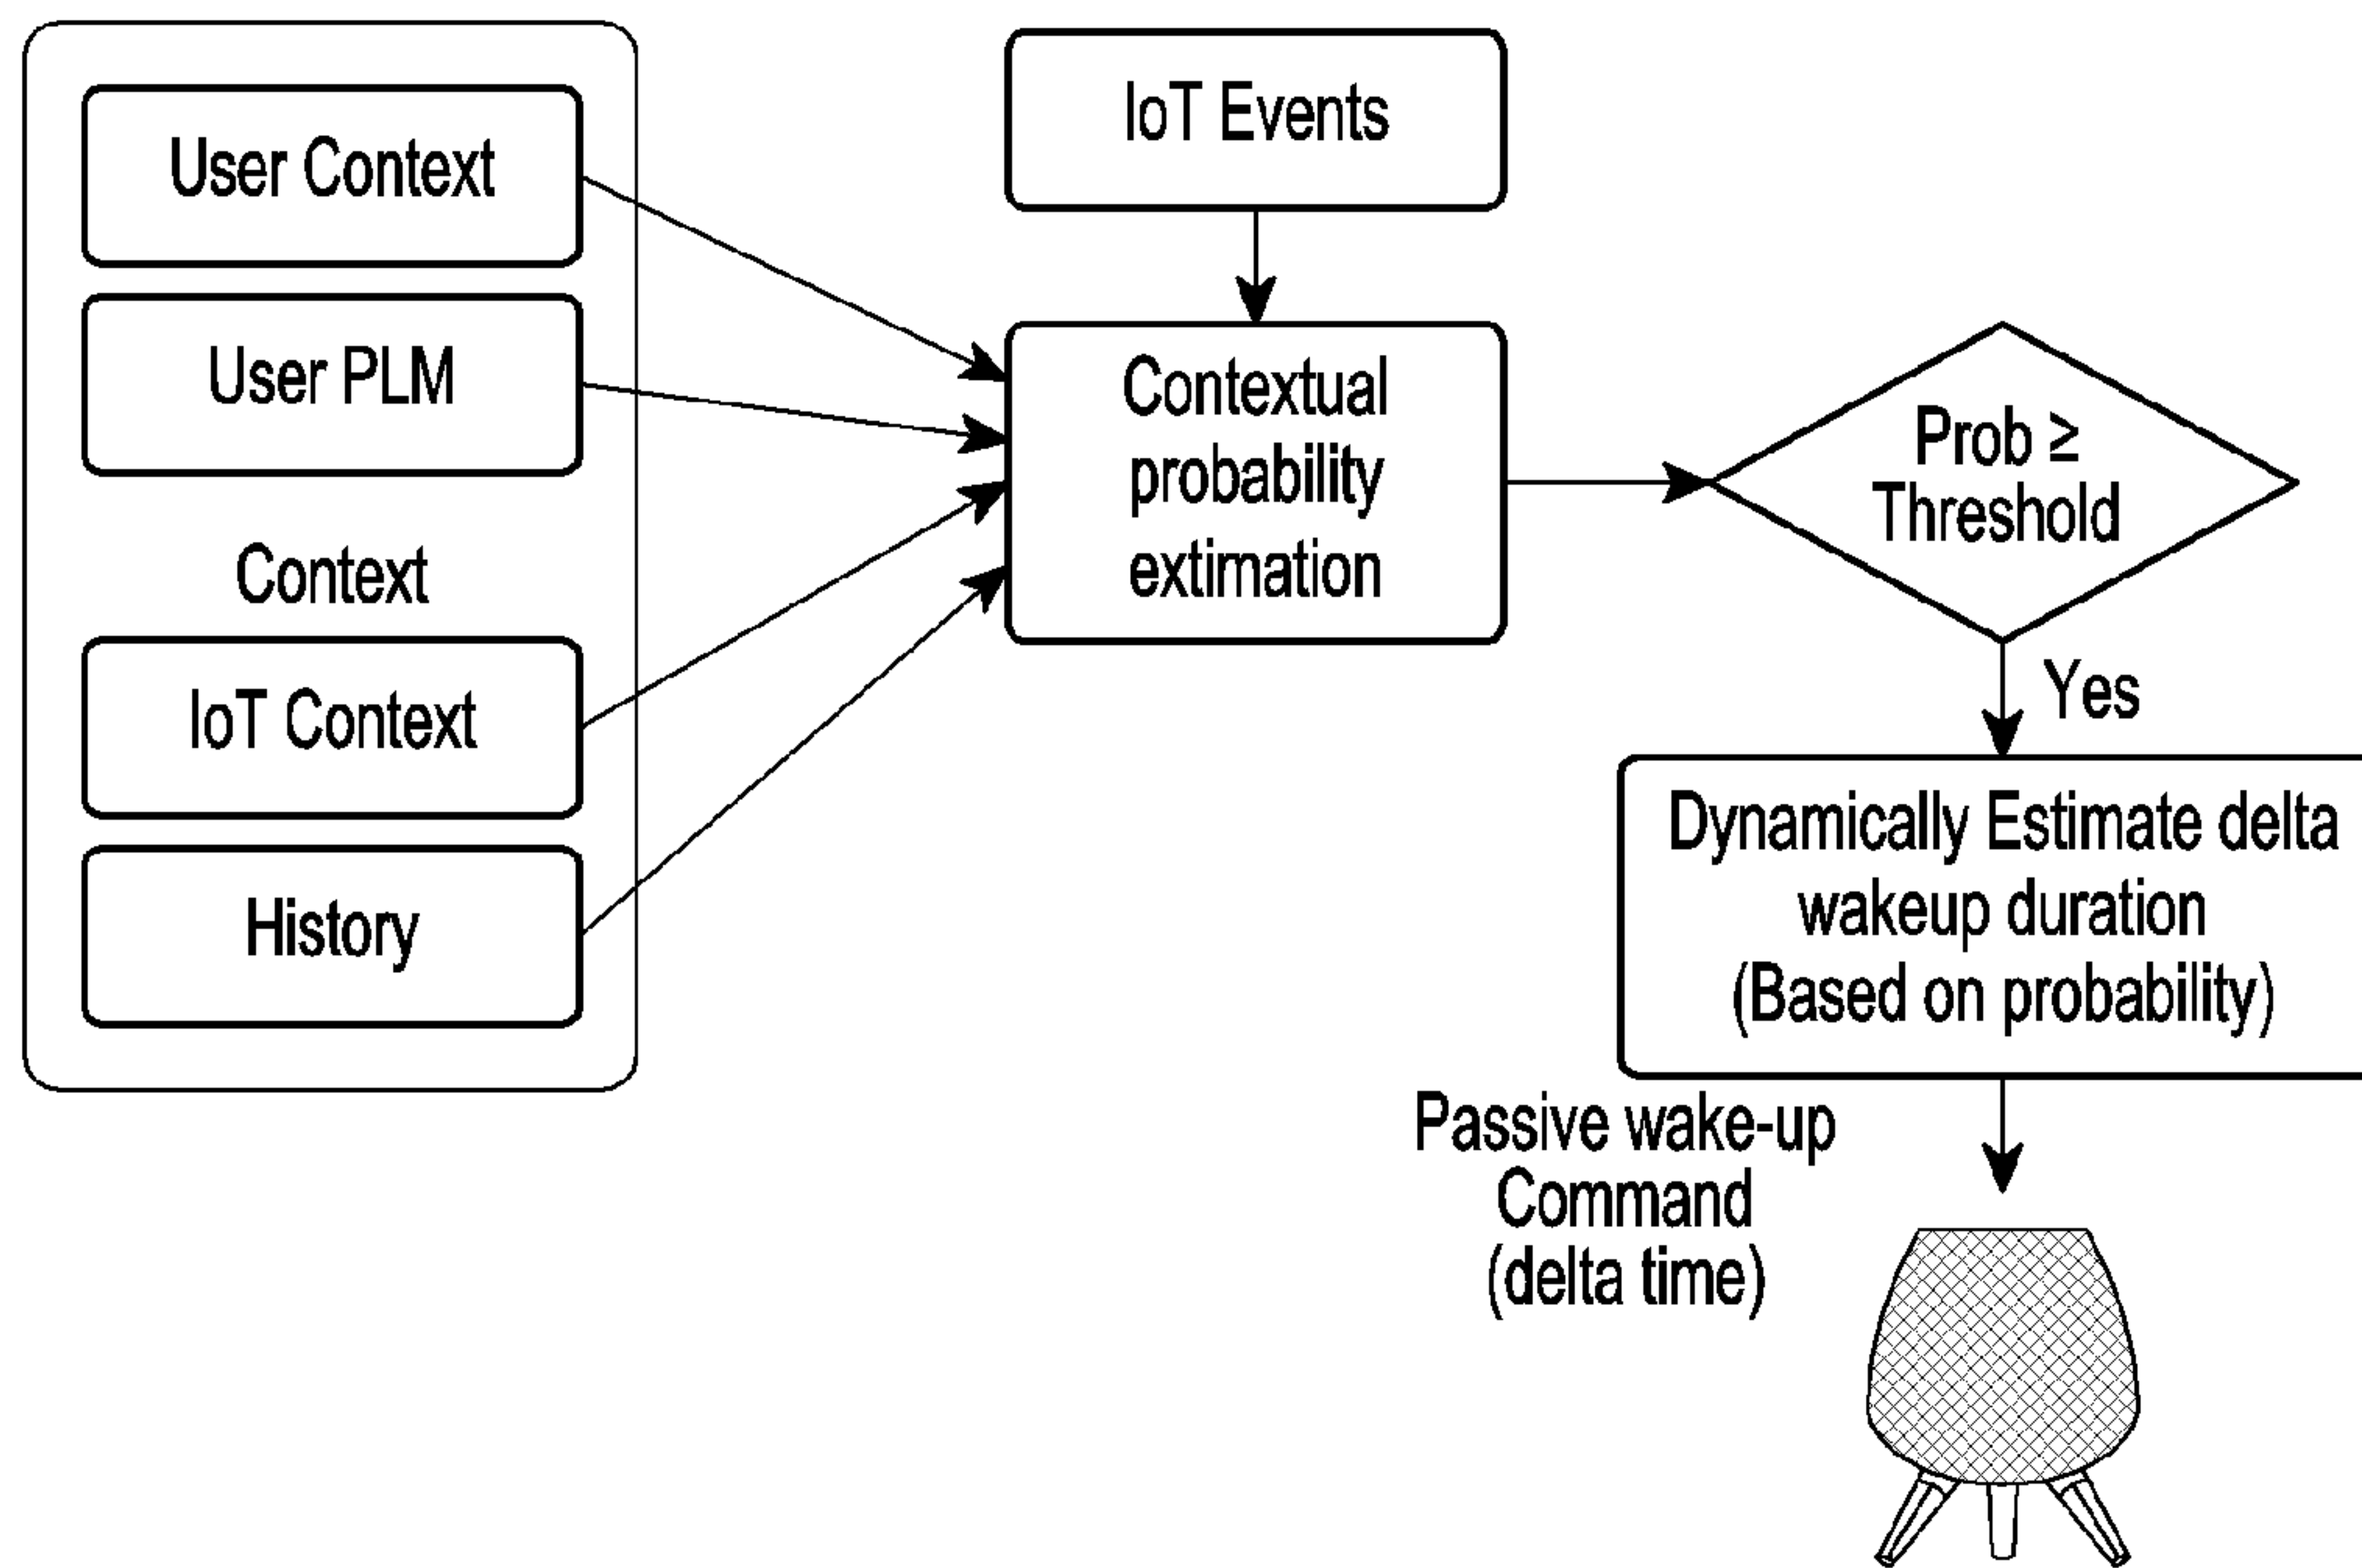 User Context
User PLM
Context
IoT Context
History
IoT Events
Contextual
probability
extimation
Prob ≥
Threshold
Yes
Dynamically Estimate delta
wakeup duration
(Based on probability)
Passive wake-up
Command
(delta time)